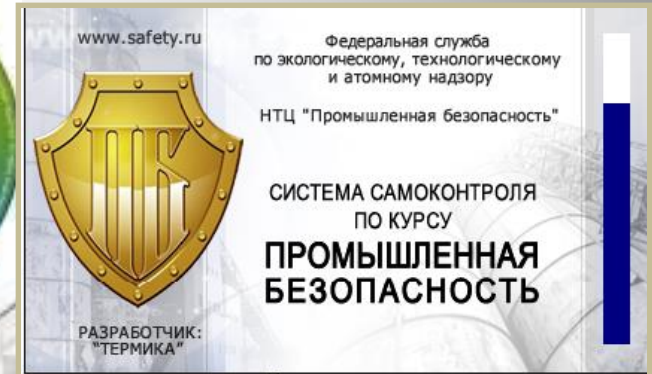 www.safety.ru
Федеральная служба
по экологическому, технологическому
и атомному надзору
НТЦ "Промышленная безопасность"
ПБ
СИСТЕМА САМОКОНТРОЛЯ
ПО КУРСУ
ПРОМЫШЛЕННАЯ
БЕЗОПАСНОСТЬ
РАЗРАБОТЧИК:
"ТЕРМИКА"